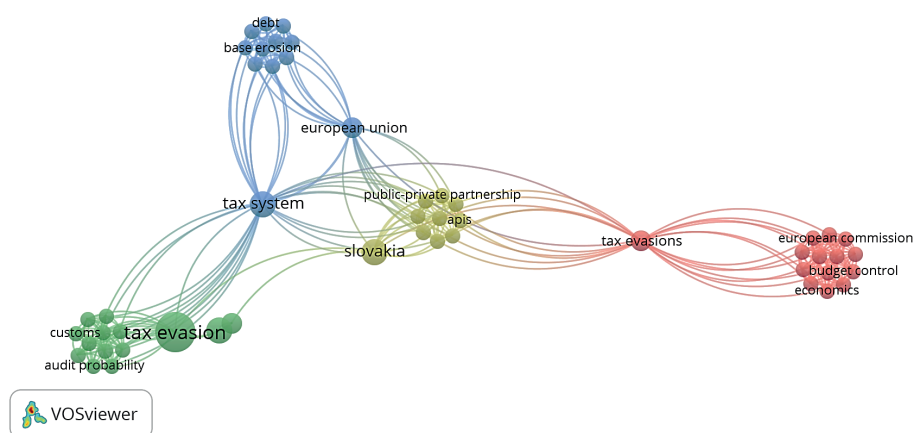 debt
base erosion
european union
tax system
public-private partnership
apis
slovakia
tax evasions
european commission
budget control
economics
customs
tax evasion
audit probability
VOSviewer